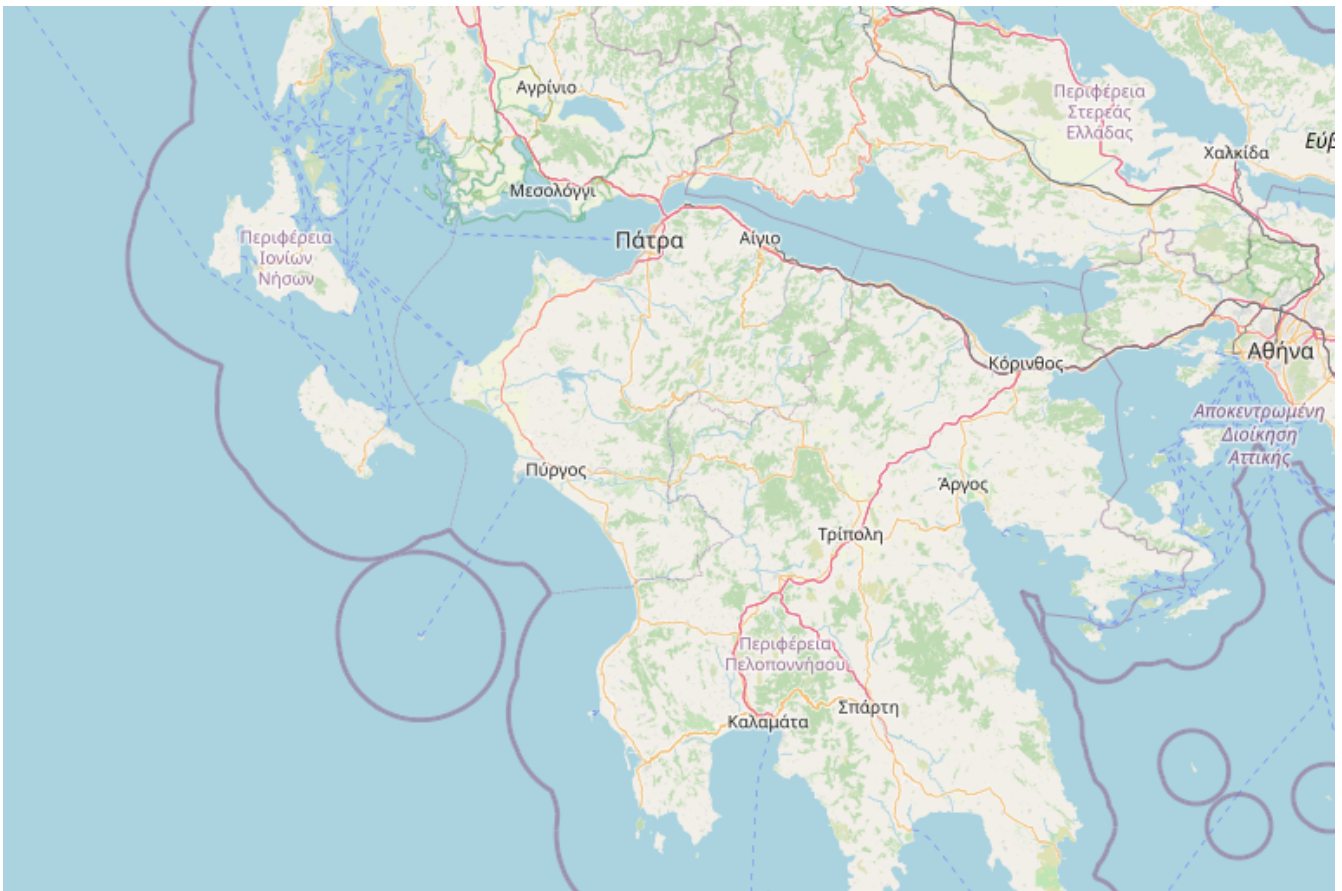 Αγρίνιο
Περιφέρεια
Στερεάς
Ελλάδας
Χαλκίδα
Μεσολόγγι
Περιφέρεια
Ιονίων
Νήσων
Πάτρα
Αίγιο
Αθήνα
Κόρινθος
Αποκεντρωμένη
Διοίκηση
Αττικής
Πύργος
Άργος
Τρίπολη
Περιφέρεια
Πελοποννήσου
Σπάρτη
Καλαμάτα